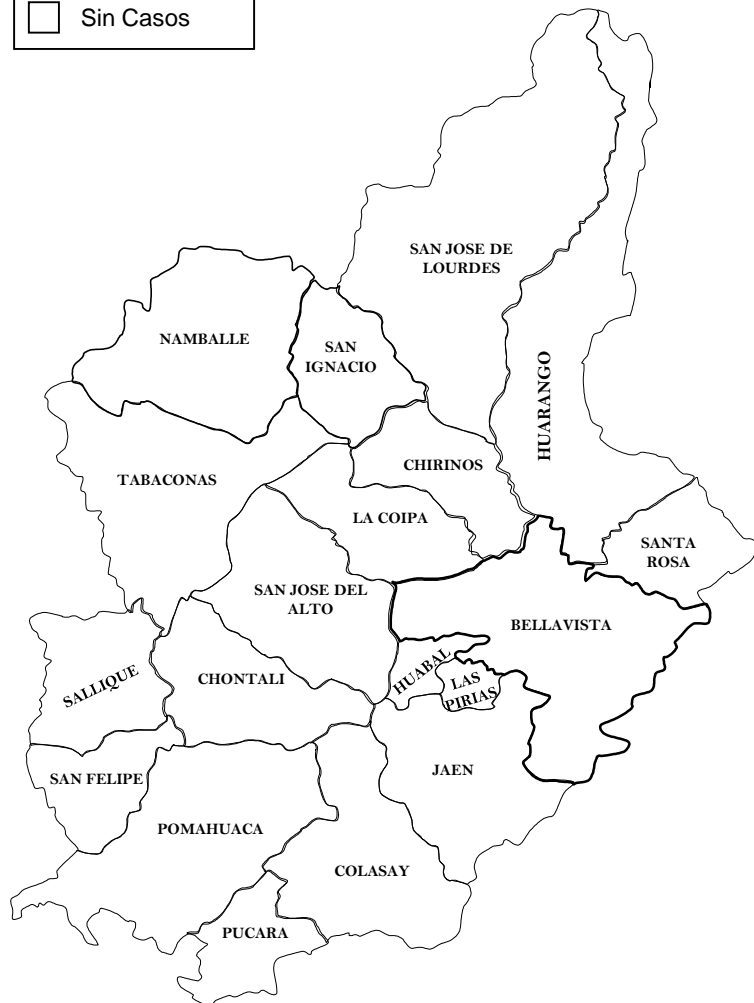 Sin Casos
SAN JOSE DE
LOURDES
NAMBALLE
SAN
IGNACIO
HUARANGO
CHIRINOS
TABACONAS
LA COIPA
SANTA
ROSA
SAN JOSE DEL
ALTO
BELLAVISTA
HUABAL
SALLIQUE
CHONTALI
LAS
PIRIAS
JAEN
SAN FELIPE
POMAHUACA
COLASAY
PUCARA